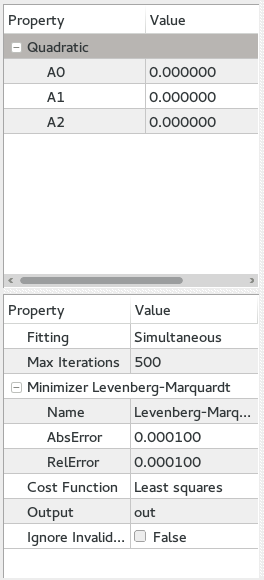 Property Value
Quadratic
A0 0.000000
A1 0.000000
A2 0.000000
Property Value
Fitting Simultaneous
Max Iterations 500
Minimizer Levenberg-Marquardt
Name Levenberg-Marq...
AbsError 0.000100
RelError 0.000100
Cost Function Least squares
Output out
Ignore Invalid... False